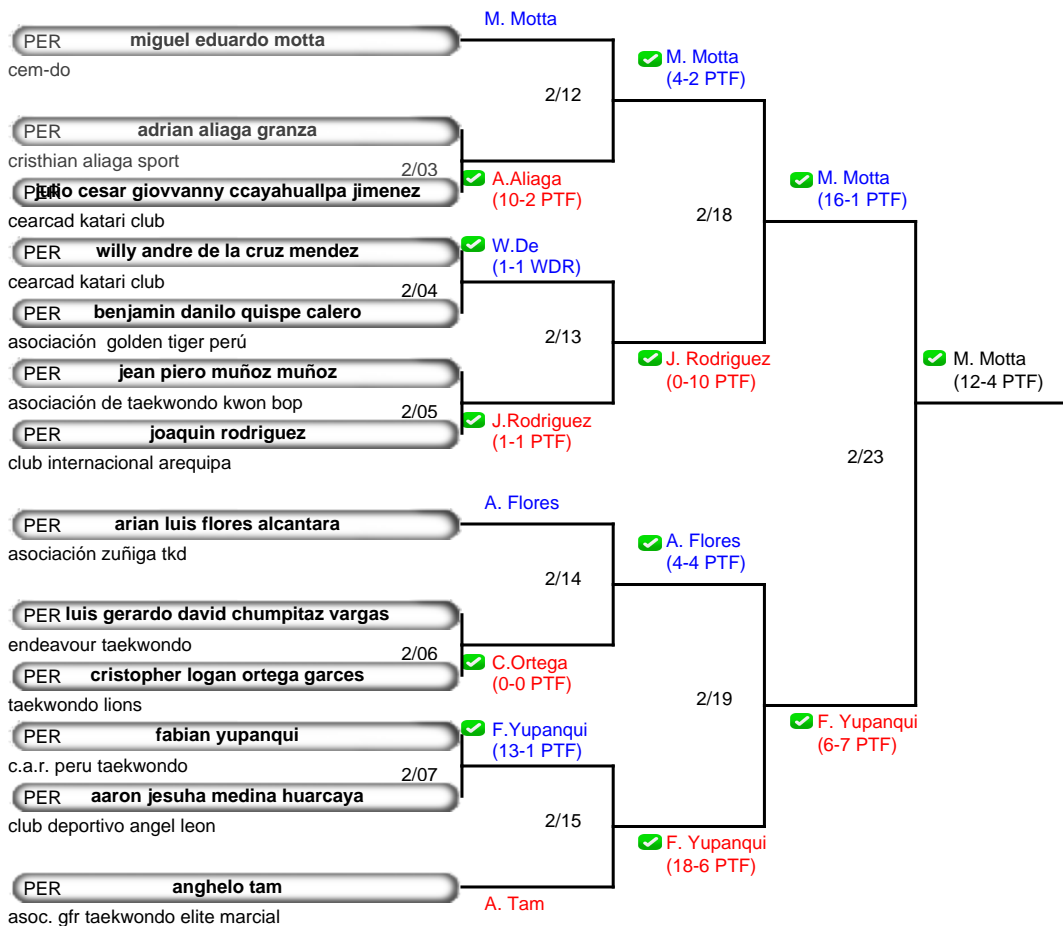 M. Motta
PER miguel eduardo motta
cem-do
M. Motta
(4-2 PTF)
2/12
PER adrian aliaga granza
cristhian aliaga sport
2/03
A.Aliaga
(10-2 PTF)
PER julio cesar giovvanny ccayahuallpa jimenez
cearcad katari club
M. Motta
(16-1 PTF)
2/18
PER willy andre de la cruz mendez
cearcad katari club
W.De
(1-1 WDR)
2/04
PER benjamin danilo quispe calero
asociación golden tiger perú
2/13
PER jean piero muñoz muñoz
asociación de taekwondo kwon bop
J. Rodriguez
(0-10 PTF)
M. Motta
(12-4 PTF)
2/05
J.Rodriguez
(1-1 PTF)
PER joaquin rodriguez
club internacional arequipa
2/23
A. Flores
PER arian luis flores alcantara
asociación zuñiga tkd
A. Flores
(4-4 PTF)
2/14
PER luis gerardo david chumpitaz vargas
endeavour taekwondo
2/06
C.Ortega
(0-0 PTF)
PER cristopher logan ortega garces
taekwondo lions
2/19
F. Yupanqui
(6-7 PTF)
PER fabian yupanqui
c.a.r. peru taekwondo
F.Yupanqui
(13-1 PTF)
2/07
PER aaron jesuha medina huarcaya
club deportivo angel leon
2/15
F. Yupanqui
(18-6 PTF)
PER anghelo tam
asoc. gfr taekwondo elite marcial
A. Tam